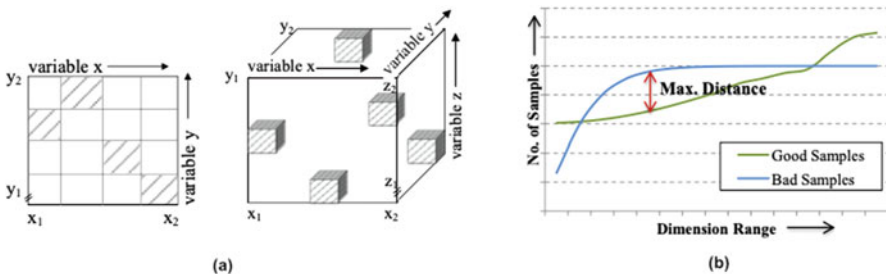 y2
variable x
y1
x1
x2
variable y
y2
variable x
y1
variable y
z2
variable z
z1
x1
x2
(a)
No. of Samples
Max. Distance
Good Samples
Bad Samples
Dimension Range
(b)